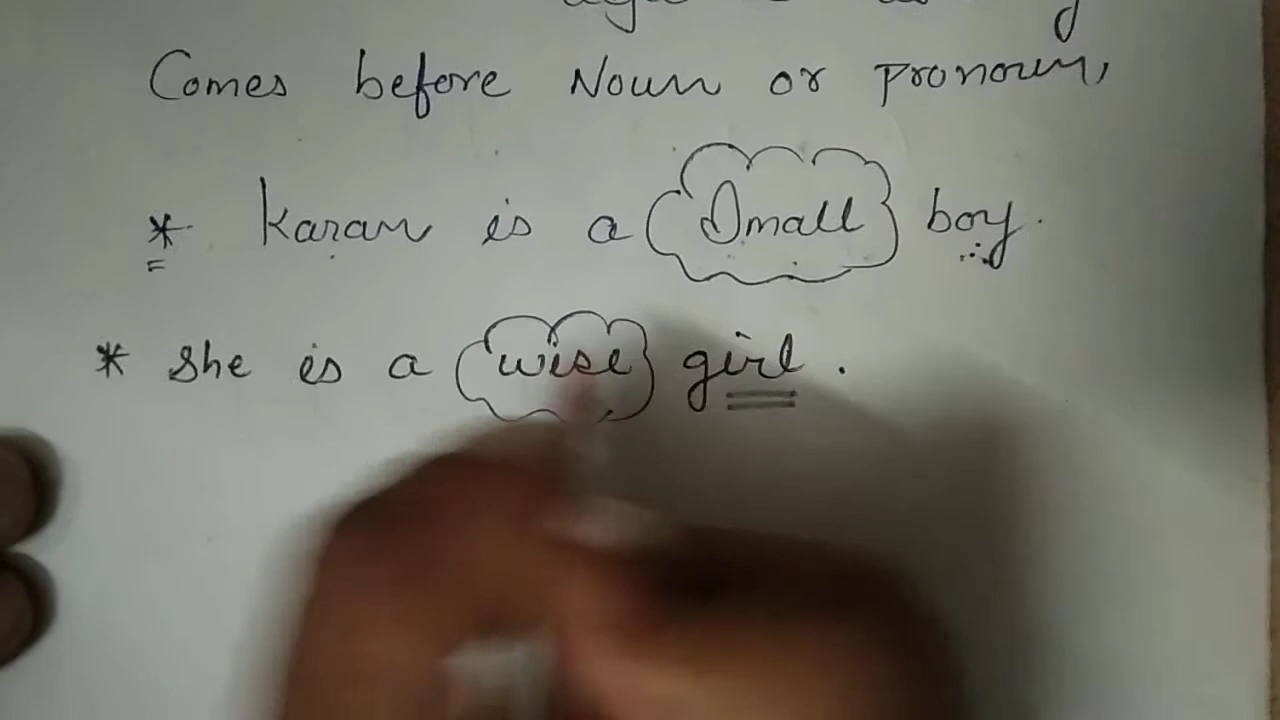 Comes before Noun or pronoun,
* Karan is a Small boy.
* She is a wise girl.